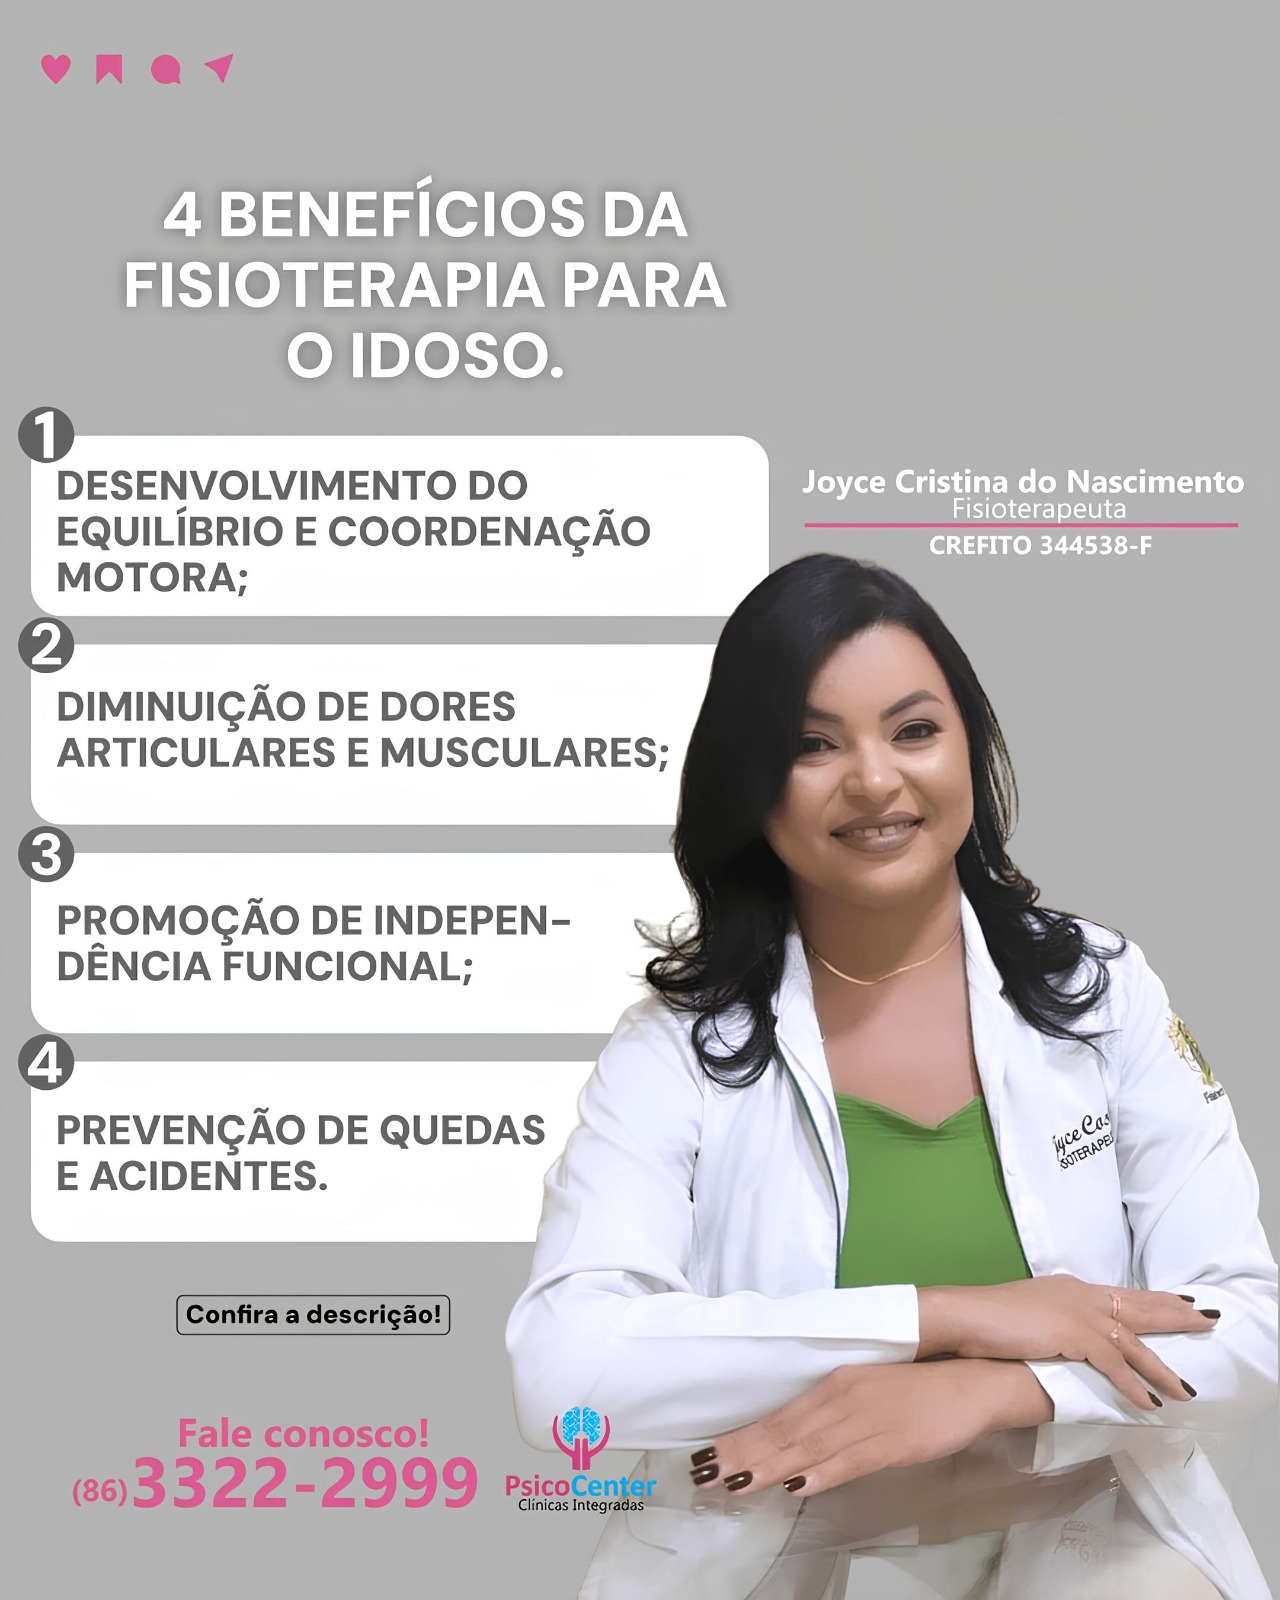 4 BENEFÍCIOS DA
FISIOTERAPIA PARA
O IDOSO.
1
DESENVOLVIMENTO DO
EQUILÍBRIO E COORDENAÇÃO
MOTORA;
2
DIMINUIÇÃO DE DORES
ARTICULARES E MUSCULARES;
3
PROMOÇÃO DE INDEPEN-
DÊNCIA FUNCIONAL;
4
PREVENÇÃO DE QUEDAS
E ACIDENTES.
Joyce Cristina do Nascimento
Fisioterapeuta
CREFITO 344538-F
Confira a descrição!
Fale conosco!
(86) 3322-2999
PsicoCenter
Clínicas Integradas